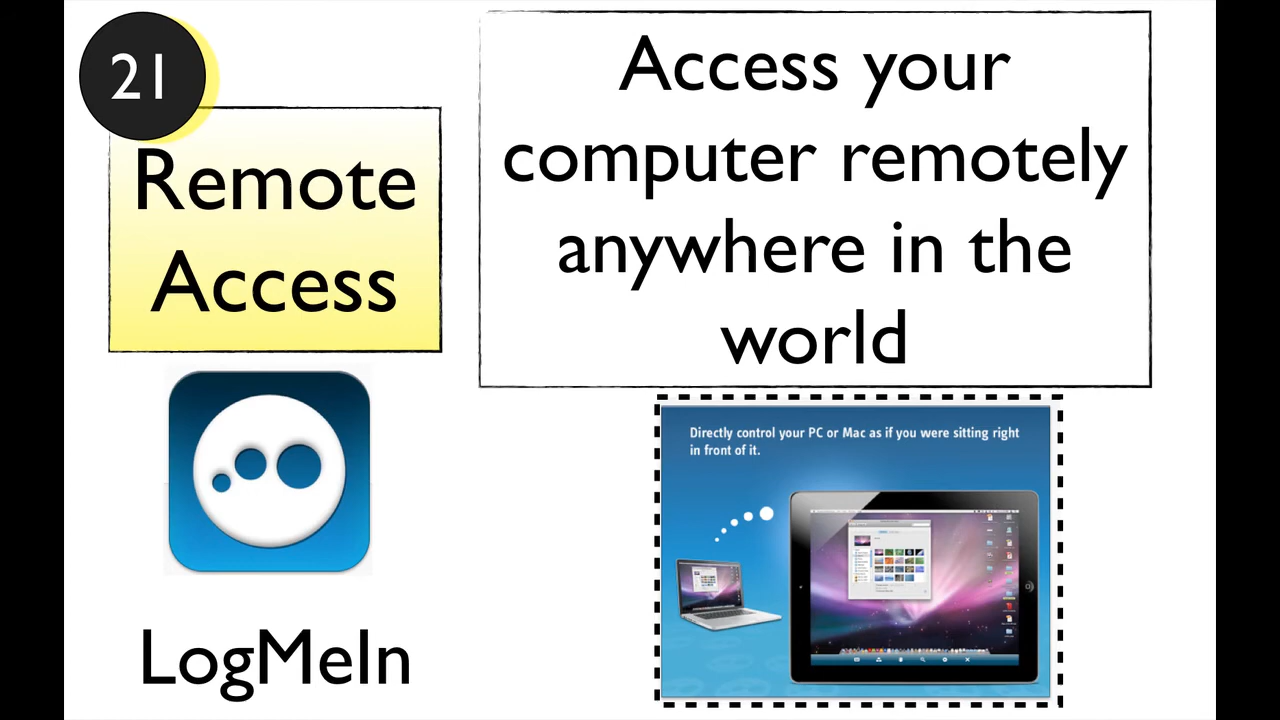 21
Remote
Access
Access your
computer remotely
anywhere in the
world
Directly control your PC or Mac as if you were sitting right
in front of it.
LogMeIn